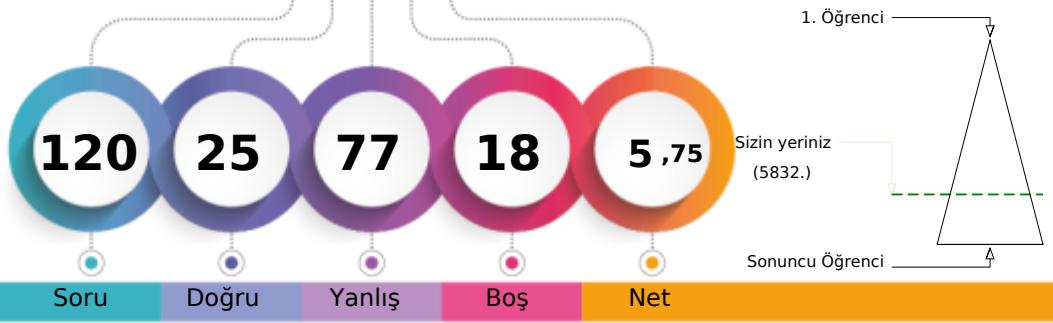 1. Öğrenci
120
25
77
18
5 ,75
Sizin yeriniz
(5832.)
Sonuncu Öğrenci
Soru
Doğru
Yanlış
Boş
Net